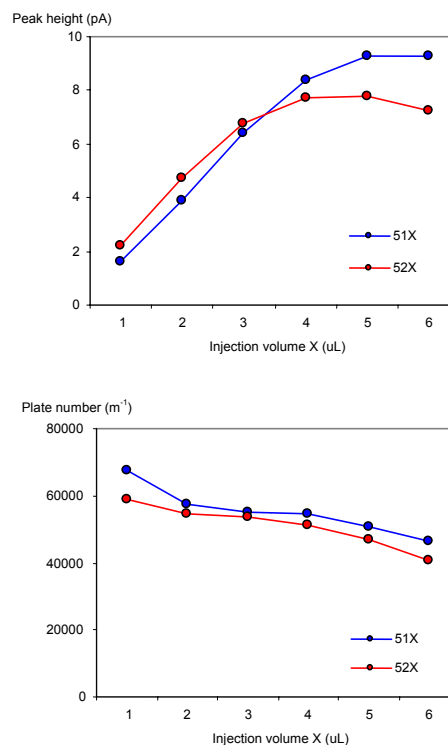 Peak height (pA)
10
8
6
4
2
0
51X
52X
1 2 3 4 5 6
Injection volume X (uL)
Plate number (m⁻¹)
80000
60000
40000
20000
0
51X
52X
1 2 3 4 5 6
Injection volume X (uL)